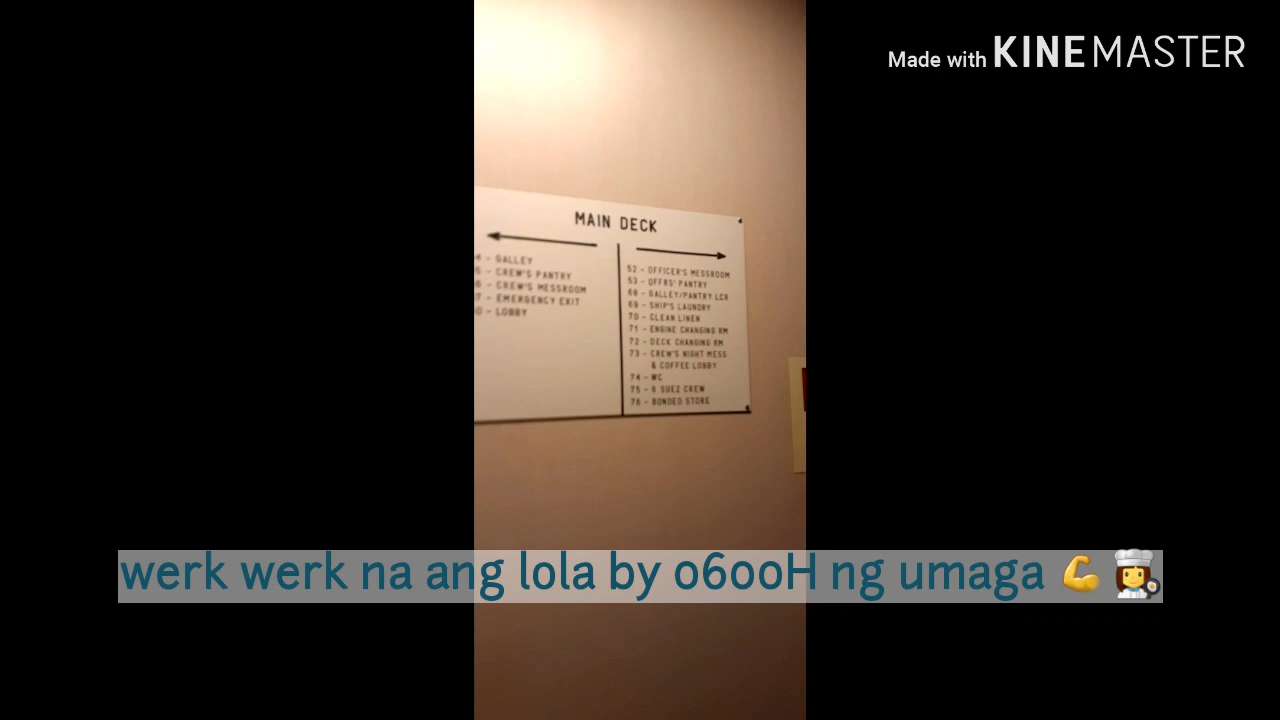 Made with KINEMASTER
MAIN DECK
- GALLEY
- CREW'S PANTRY
- CREW'S MESSROOM
- EMERGENCY EXIT
- LOBBY
52 - OFFICER'S MESSROOM
53 - OFFRS' PANTRY
68 - GALLEY/PANTRY LCR
69 - SHIP'S LAUNDRY
70 - CLEAN LINEN
71 - ENGINE CHANGING RM
72 - DECK CHANGING RM
73 - CREW'S NIGHT MESS
& COFFEE LOBBY
74 - WC
75 - 6 SUEZ CREW
76 - BONDED STORE
werk werk na ang lola by 0600H ng umaga 💪 👩‍🍳